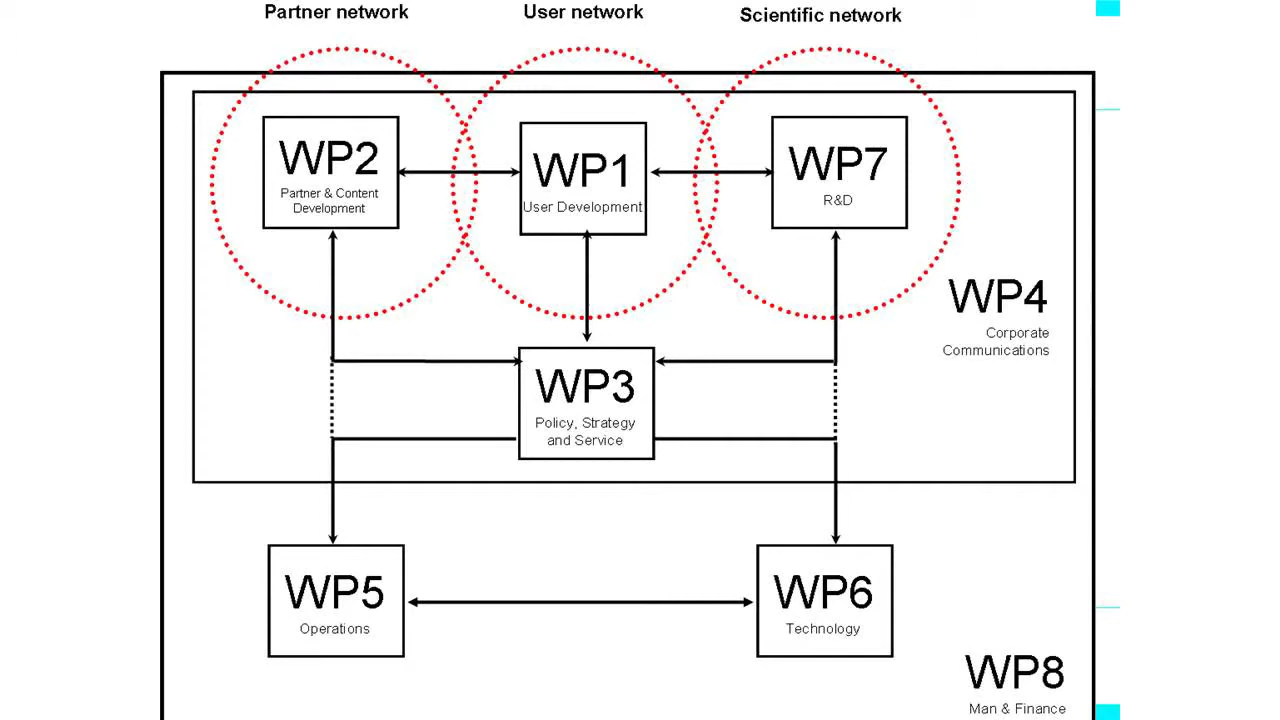 Partner network
User network
Scientific network
WP2
Partner & Content
Development
WP1
User Development
WP7
R&D
WP4
Corporate
Communications
WP3
Policy, Strategy
and Service
WP5
Operations
WP6
Technology
WP8
Man & Finance